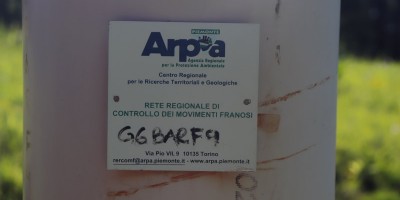 PIEMONTE
Arpa
Agenzia Regionale
per la Protezione Ambientale
Centro Regionale
per le Ricerche Territoriali e Geologiche
RETE REGIONALE DI
CONTROLLO DEI MOVIMENTI FRANOSI
G6BARF9
Via Pio VII, 9 10135 Torino
rercomf@arpa.piemonte.it - www.arpa.piemonte.it